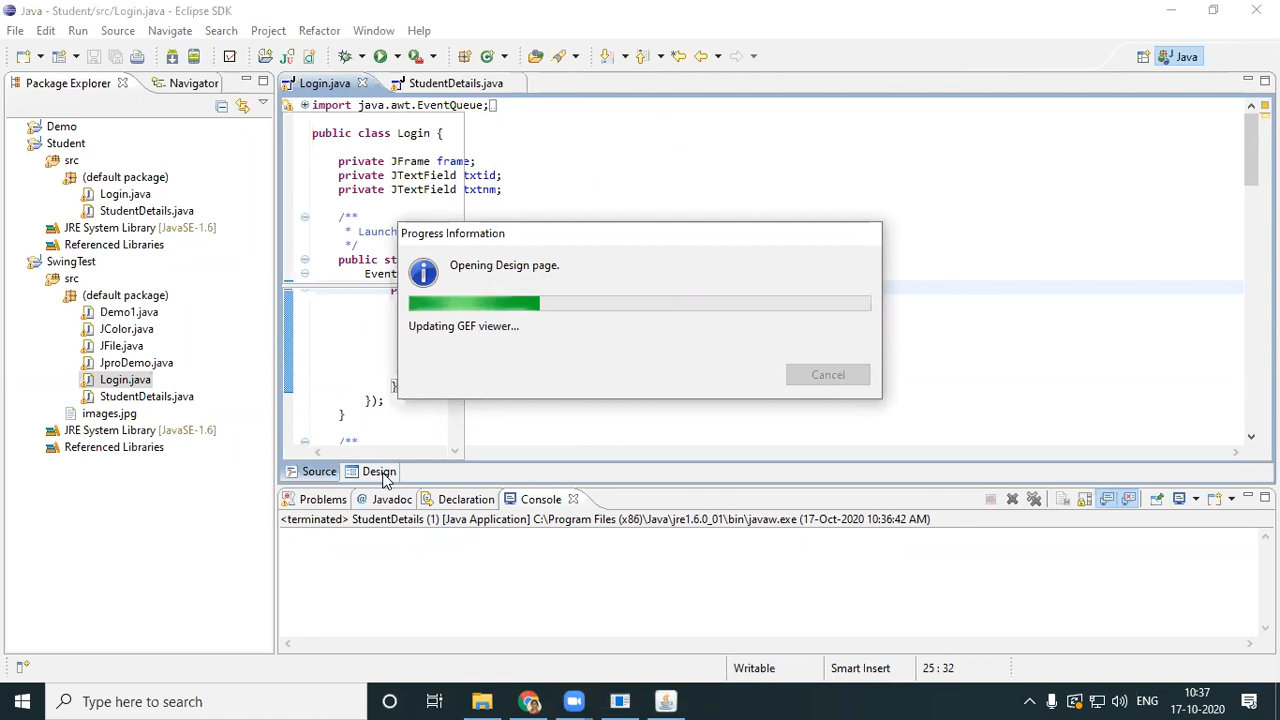 Java - Student/src/Login.java - Eclipse SDK
File Edit Run Source Navigate Search Project Refactor Window Help
Java
Package Explorer Navigator
Login.java StudentDetails.java
Demo
Student
src
(default package)
Login.java
StudentDetails.java
JRE System Library [JavaSE-1.6]
Referenced Libraries
SwingTest
src
(default package)
Demo1.java
JColor.java
JFile.java
JproDemo.java
Login.java
StudentDetails.java
images.jpg
JRE System Library [JavaSE-1.6]
Referenced Libraries
import java.awt.EventQueue;
public class Login {
private JFrame frame;
private JTextField txtid;
private JTextField txtnm;
/**
* Launch
*/
public st
Event
}
});
}
/**
Progress Information
Opening Design page.
Updating GEF viewer...
Cancel
Source Design
Problems Javadoc Declaration Console
<terminated> StudentDetails (1) [Java Application] C:\Program Files (x86)\Java\jre1.6.0_01\bin\javaw.exe (17-Oct-2020 10:36:42 AM)
Writable Smart Insert 25 : 32
Type here to search
ENG
10:37
17-10-2020